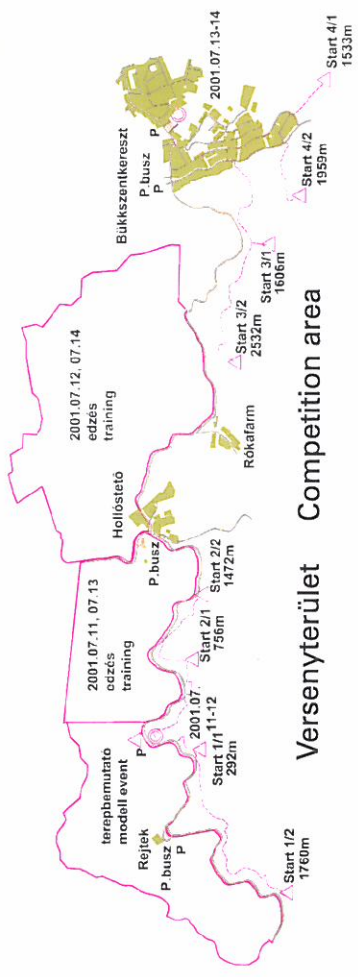 terepbemutató
modell event
2001.07.11, 07.13
edzés
training
2001.07.12, 07.14
edzés
training
Bükkszentkereszt
P.busz
P
P
2001.07.13-14
Hollóstető
P.busz
Rókafarm
Rejtek
P.busz
P
P
2001.07.
11-12
Start 1/1
292m
Start 1/2
1760m
Start 2/1
756m
Start 2/2
1472m
Start 3/2
2532m
Start 3/1
1606m
Start 4/2
1959m
Start 4/1
1533m
Versenyterület Competition area